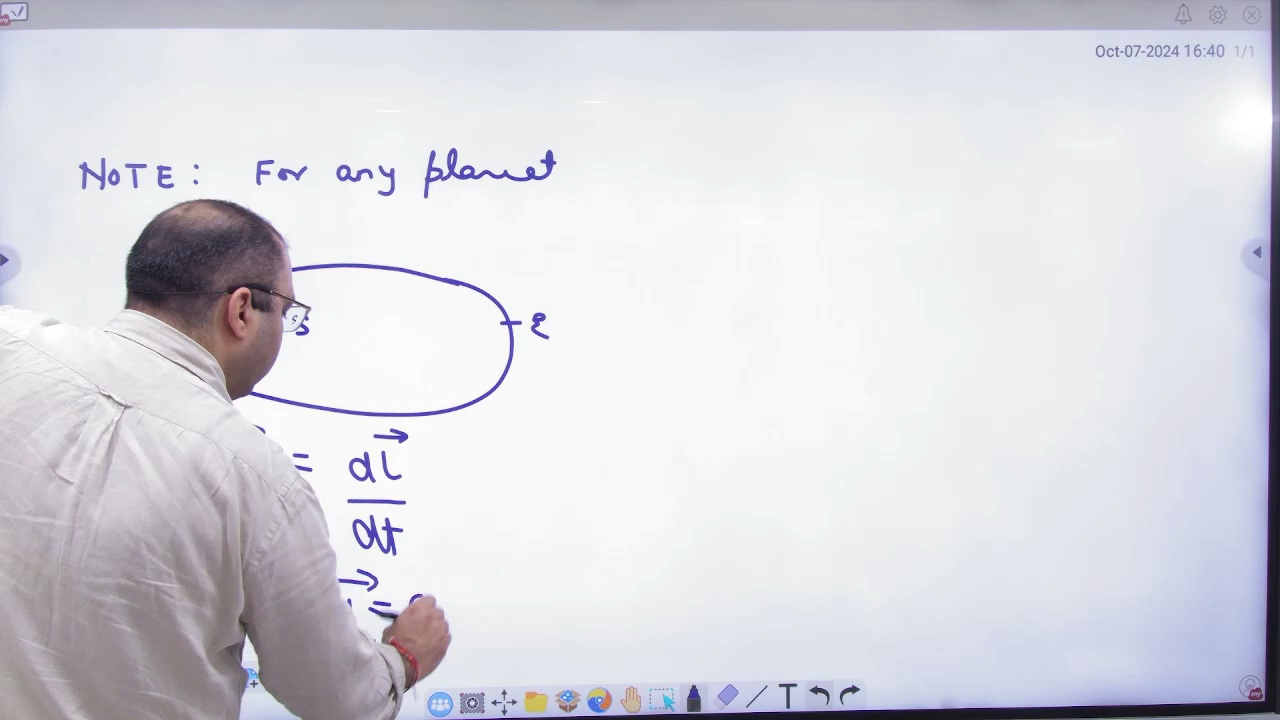 Oct-07-2024 16:40 1/1
NOTE: For any planet
S
E
= dL
dt
=